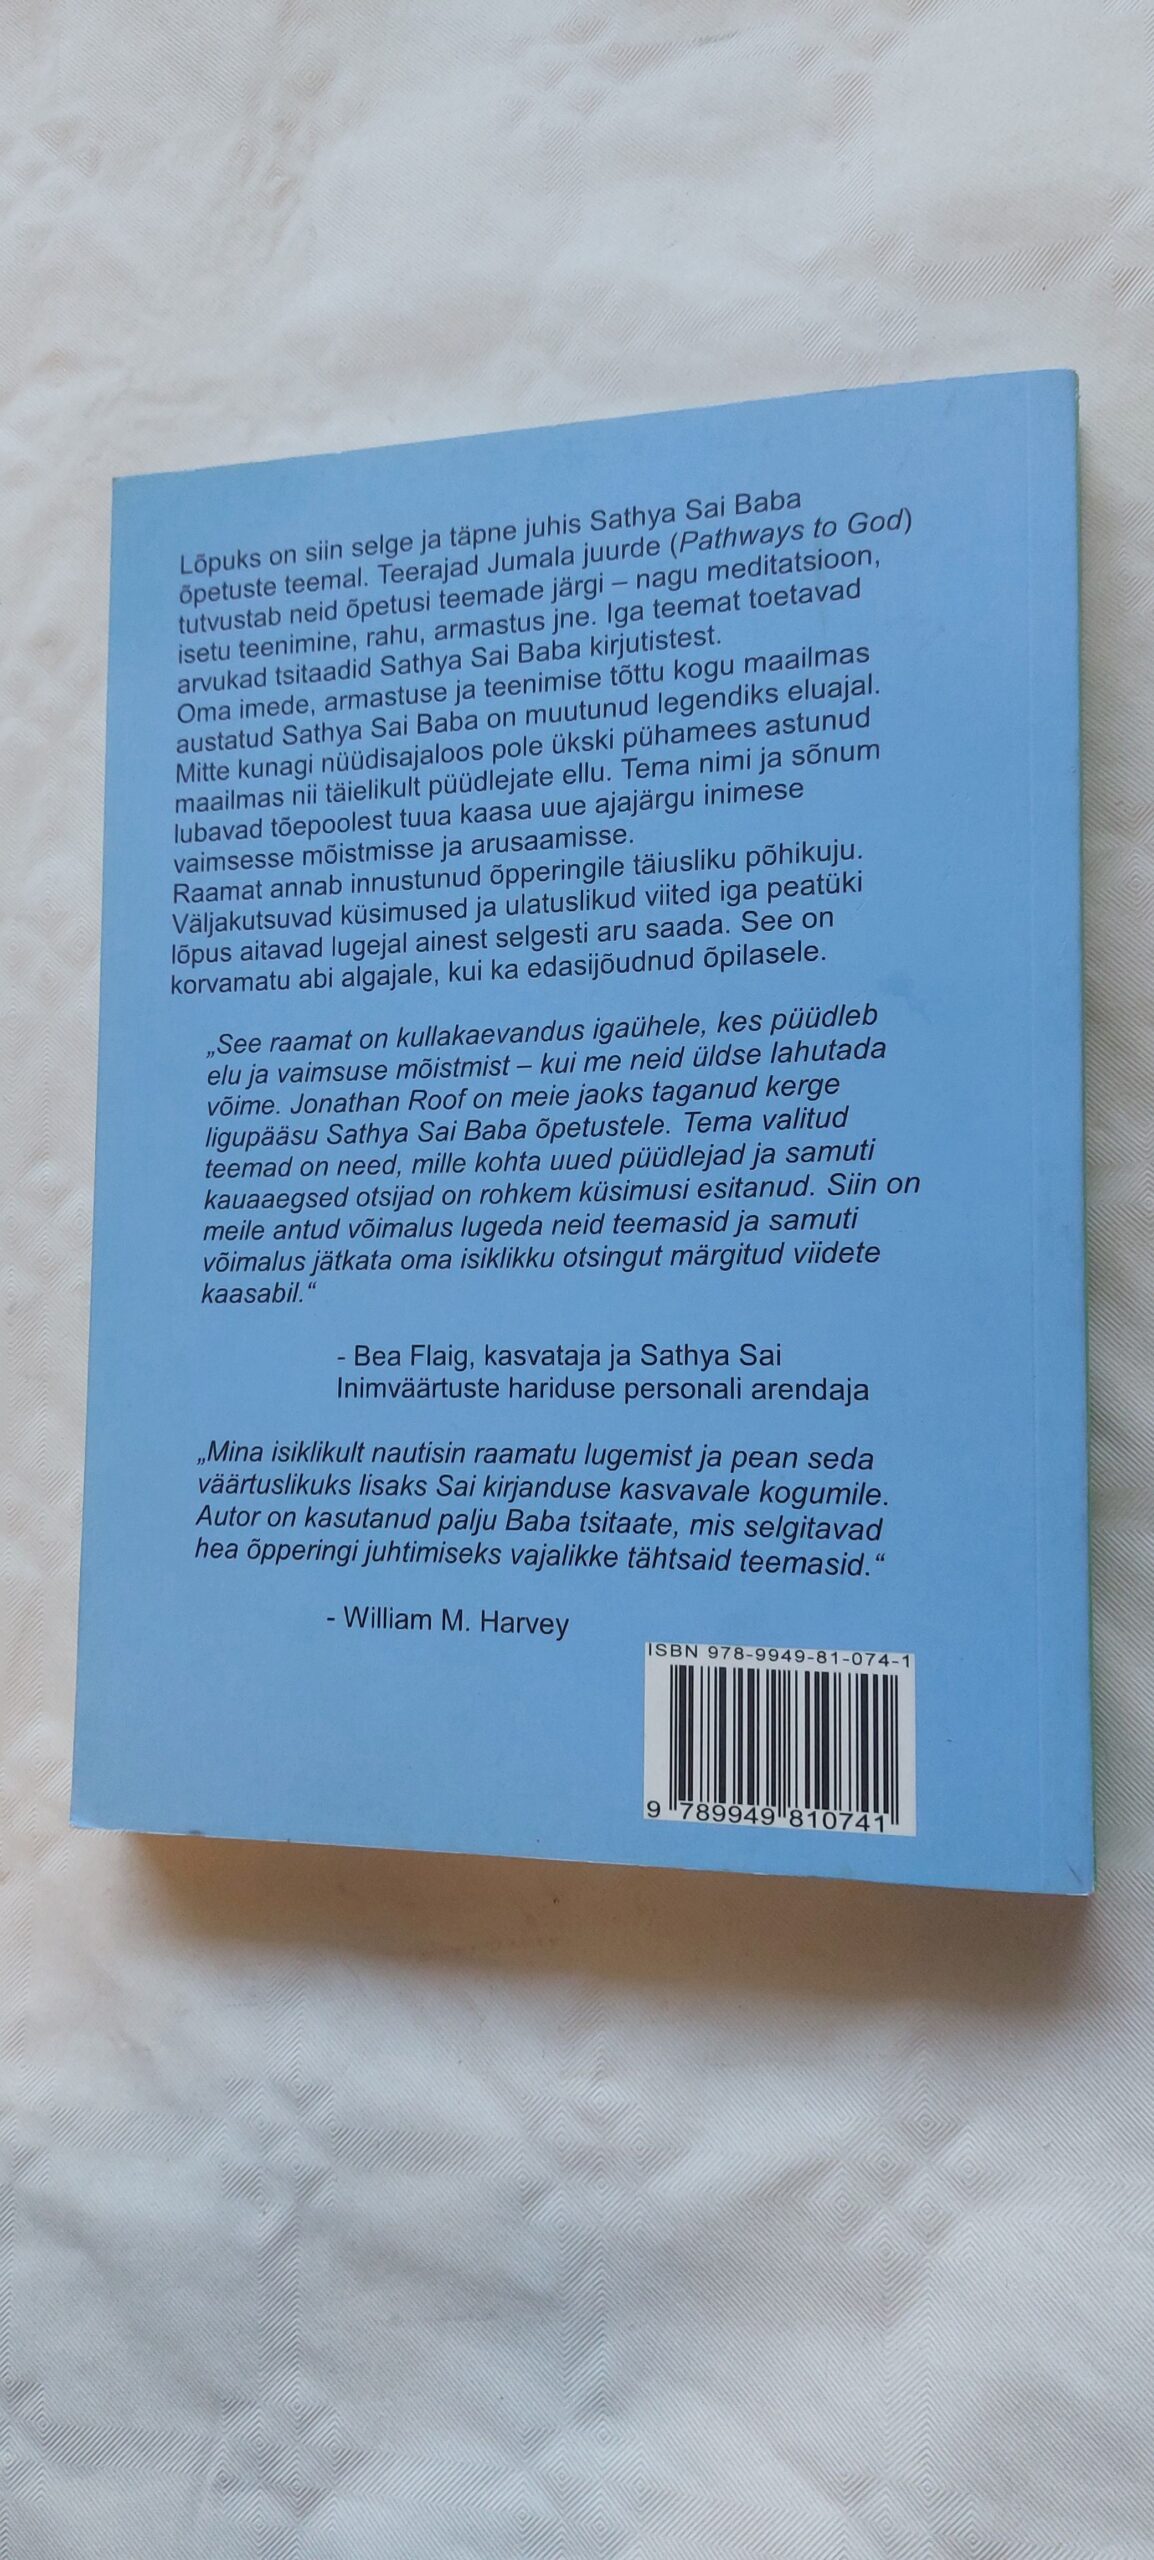 Lõpuks on siin selge ja täpne juhis Sathya Sai Baba
õpetuste teemal. Teerajad Jumala juurde (Pathways to God)
tutvustab neid õpetusi teemade järgi – nagu meditatsioon,
isetu teenimine, rahu, armastus jne. Iga teemat toetavad
arvukad tsitaadid Sathya Sai Baba kirjutistest.
Oma imede, armastuse ja teenimise tõttu kogu maailmas
austatud Sathya Sai Baba on muutunud legendiks eluajal.
Mitte kunagi nüüdisajaloos pole ükski pühamees astunud
maailmas nii täielikult püüdlejate ellu. Tema nimi ja sõnum
lubavad tõepoolest tuua kaasa uue ajajärgu inimese
vaimsesse mõistmisse ja arusaamisse.
Raamat annab innustunud õpperingile täiusliku põhikuju.
Väljakutsuvad küsimused ja ulatuslikud viited iga peatüki
lõpus aitavad lugejal ainest selgesti aru saada. See on
korvamatu abi algajale, kui ka edasijõudnud õpilasele.
„See raamat on kullakaevandus igaühele, kes püüdleb
elu ja vaimsuse mõistmist – kui me neid üldse lahutada
võime. Jonathan Roof on meie jaoks taganud kerge
ligupääsu Sathya Sai Baba õpetustele. Tema valitud
teemad on need, mille kohta uued püüdlejad ja samuti
kauaaegsed otsijad on rohkem küsimusi esitanud. Siin on
meile antud võimalus lugeda neid teemasid ja samuti
võimalus jätkata oma isiklikku otsingut märgitud viidete
kaasabil.“
- Bea Flaig, kasvataja ja Sathya Sai
Inimväärtuste hariduse personali arendaja
„Mina isiklikult nautisin raamatu lugemist ja pean seda
väärtuslikuks lisaks Sai kirjanduse kasvavale kogumile.
Autor on kasutanud palju Baba tsitaate, mis selgitavad
hea õpperingi juhtimiseks vajalikke tähtsaid teemasid.“
- William M. Harvey
ISBN 978-9949-81-074-1
9 789949 810741